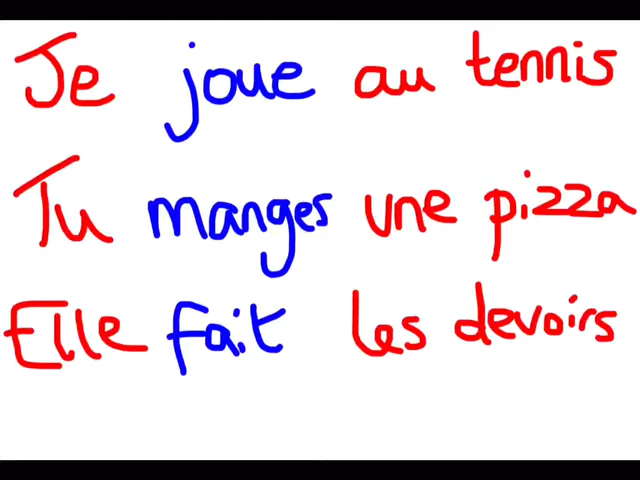 Je joue au tennis
Tu manges une pizza
Elle fait les devoirs